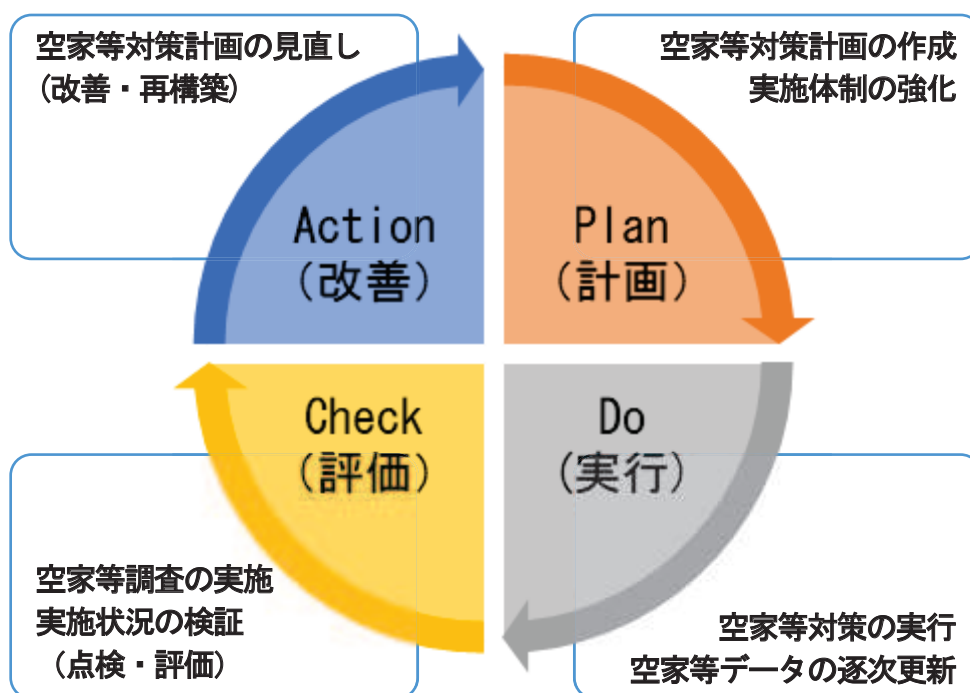 空家等対策計画の見直し
(改善・再構築)
空家等対策計画の作成
実施体制の強化
Action
(改善)
Plan
(計画)
Check
(評価)
Do
(実行)
空家等調査の実施
実施状況の検証
(点検・評価)
空家等対策の実行
空家等データの逐次更新